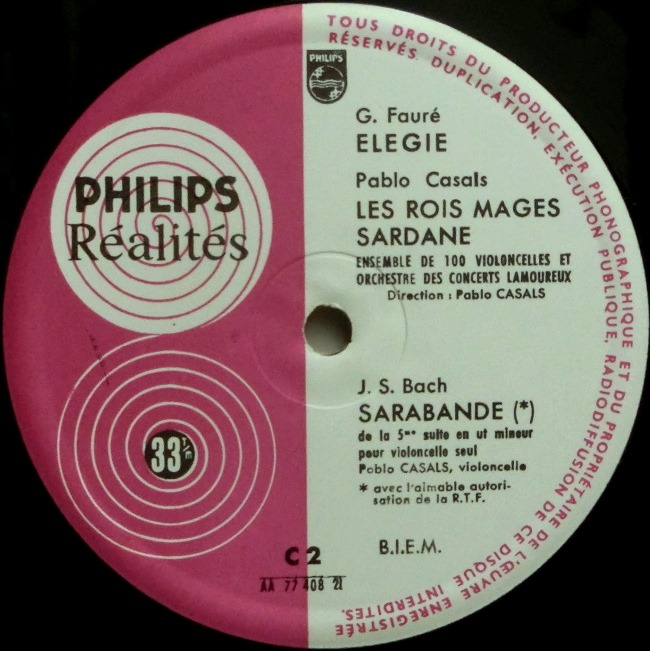 PHILIPS
G. Fauré
ELEGIE
Pablo Casals
LES ROIS MAGES
SARDANE
ENSEMBLE DE 100 VIOLONCELLES ET
ORCHESTRE DES CONCERTS LAMOUREUX
Direction : Pablo CASALS
PHILIPS
Réalités
J. S. Bach
SARABANDE (*)
de la 5me suite en ut mineur
pour violoncelle seul
Pablo CASALS, violoncelle
* avec l'aimable autori-
sation de la R.T.F.
33 T/M
B.I.E.M.
C 2
AA 77 408 2
TOUS DROITS DU PRODUCTEUR PHONOGRAPHIQUE ET DU PROPRIÉTAIRE DE L'ŒUVRE ENREGISTRÉE
RÉSERVÉS. DUPLICATION, EXÉCUTION PUBLIQUE, RADIODIFFUSION DE CE DISQUE INTERDITES.